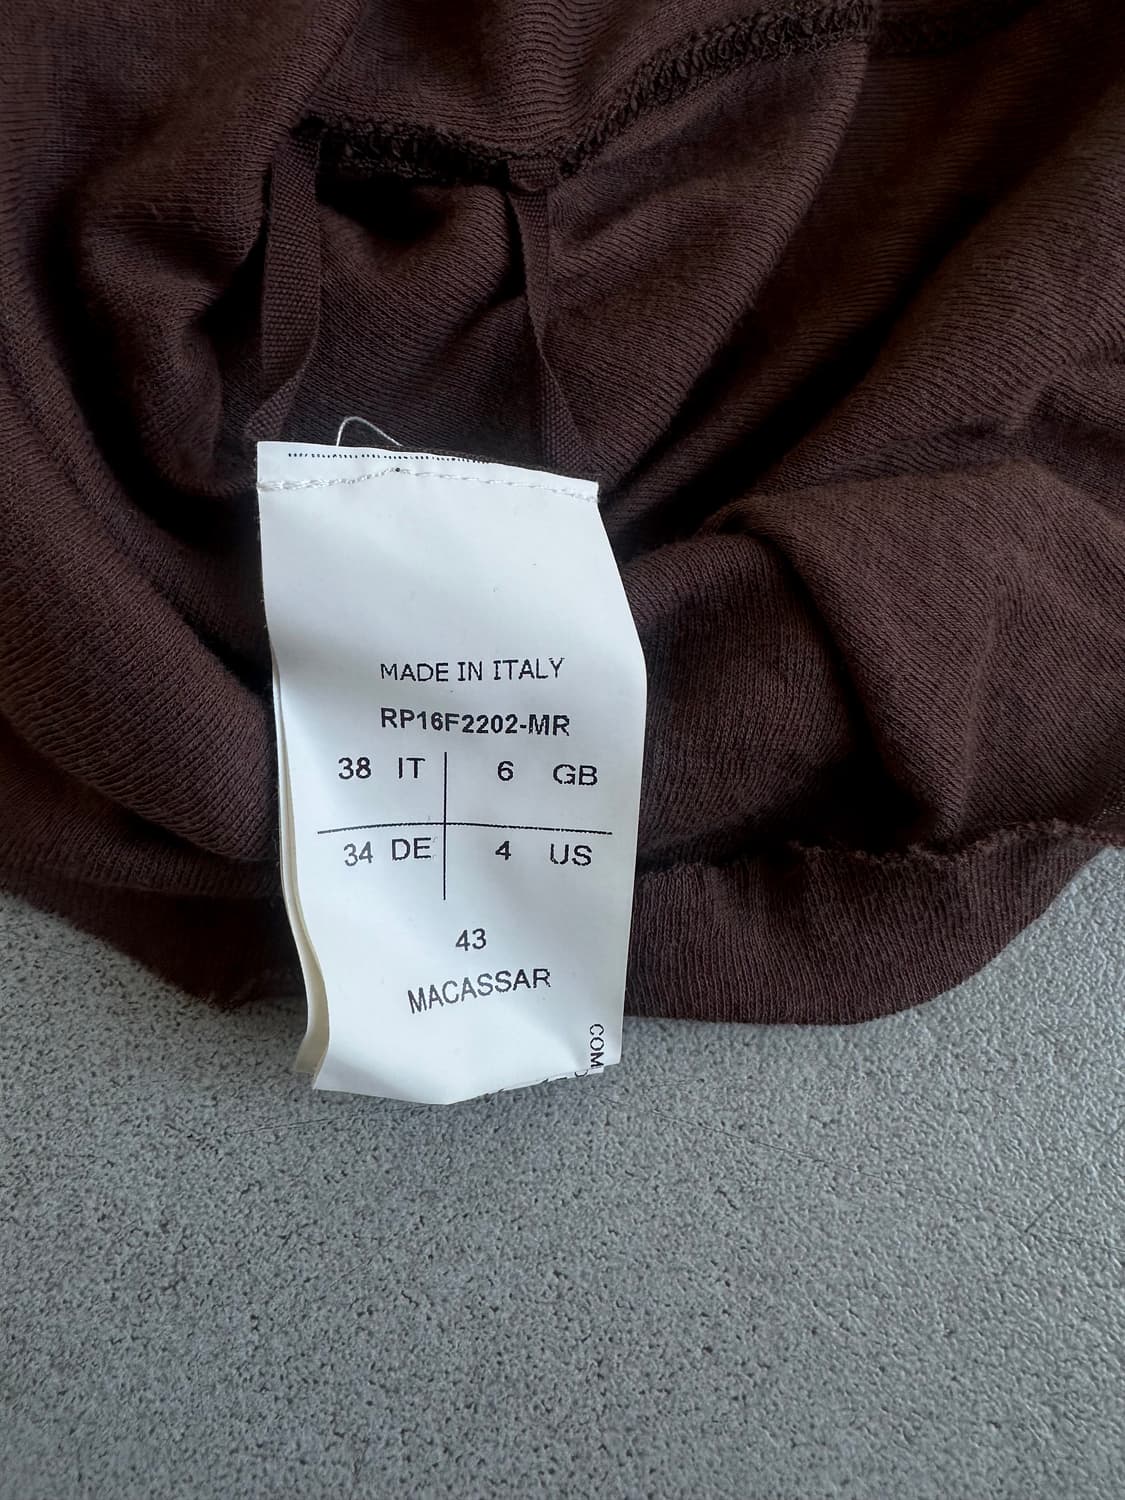 MADE IN ITALY
RP16F2202-MR
38 IT 6 GB
34 DE 4 US
43
MACASSAR